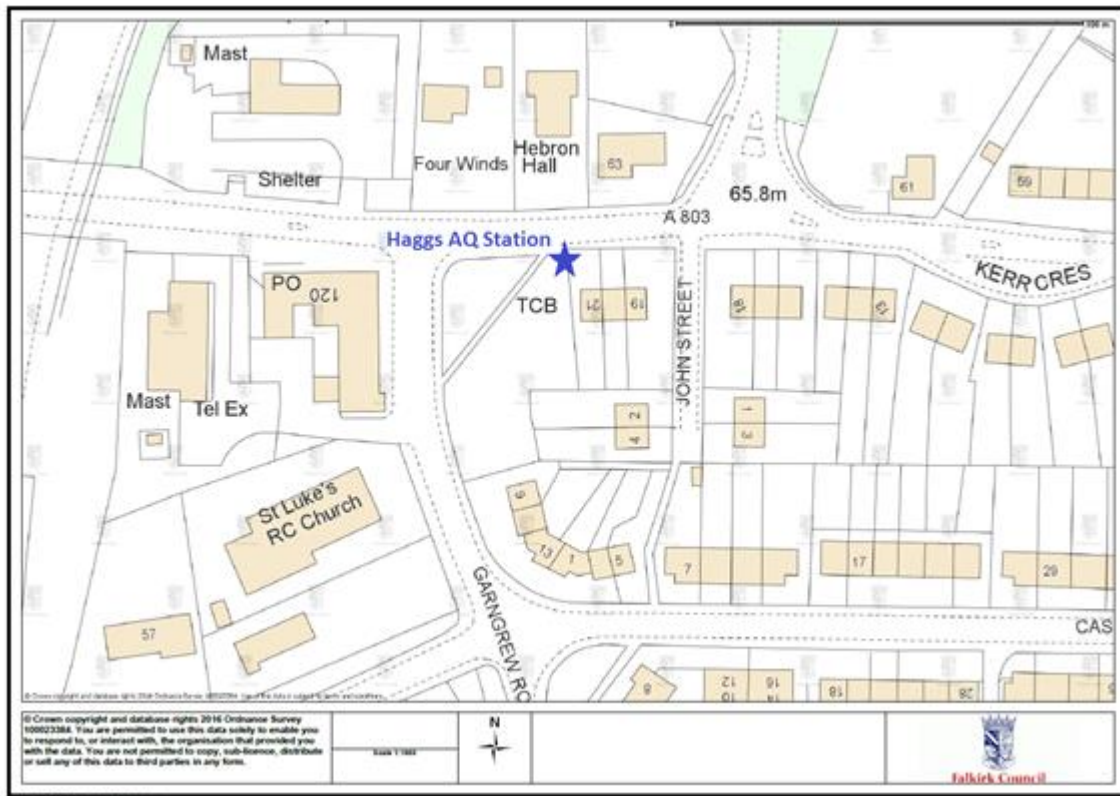 100 m
Mast
Four Winds
Hebron
Hall
63
Shelter
65.8m
61
59
A 803
Haggs AQ Station
KERR CRES
PO
120
TCB
21
19
JOHN STREET
Mast
Tel Ex
2
4
1
3
St Luke's
RC Church
9
13
1
5
7
17
29
57
GARNGREW RO
CAS
8
12
10
16
14
18
28
© Crown copyright and database rights 2016 Ordnance Survey
100023384. You are permitted to use this data solely to enable you
to respond to, or interact with, the organisation that provided you
with the data. You are not permitted to copy, sub-licence, distribute
or sell any of this data to third parties in any form.
N
Falkirk Council